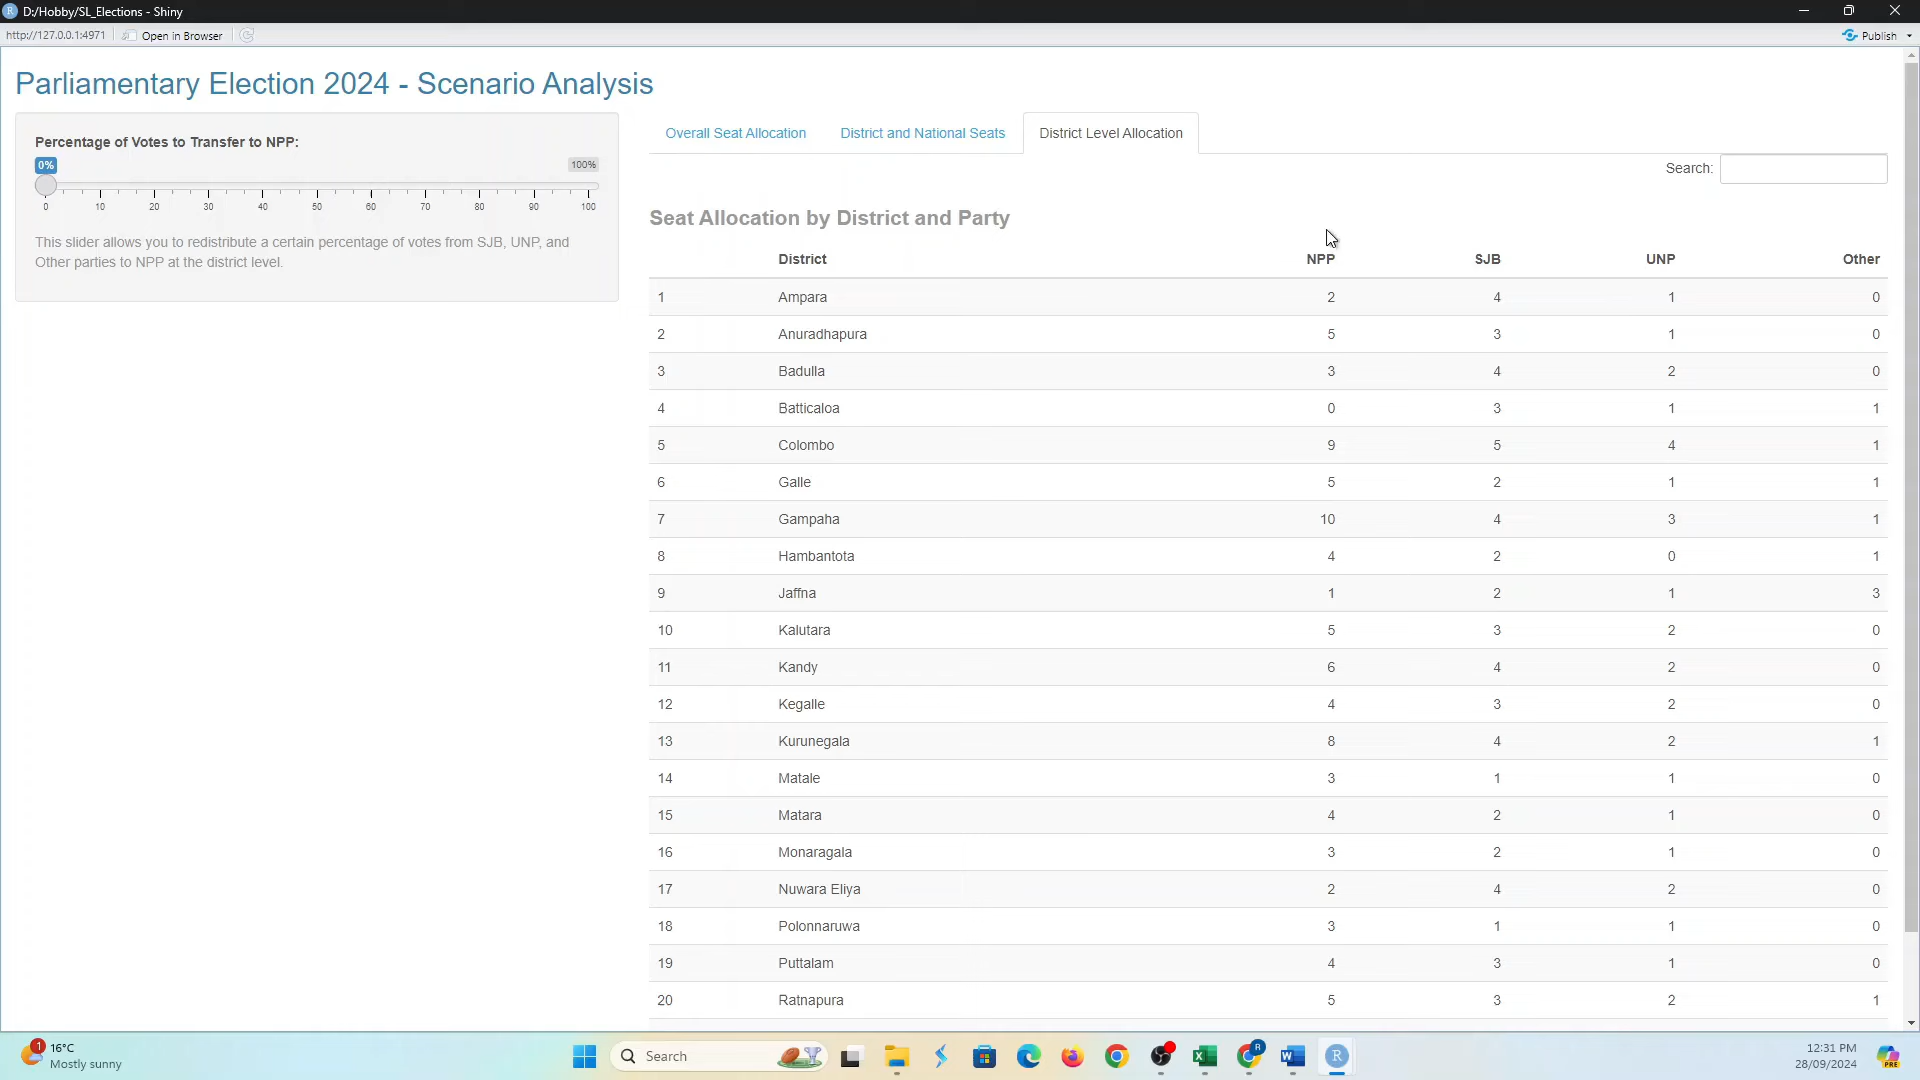 D:/Hobby/SL_Elections - Shiny
http://127.0.0.1:4971 Open in Browser Publish
Parliamentary Election 2024 - Scenario Analysis
Percentage of Votes to Transfer to NPP:
0% 100%
0 10 20 30 40 50 60 70 80 90 100
This slider allows you to redistribute a certain percentage of votes from SJB, UNP, and
Other parties to NPP at the district level.
Overall Seat Allocation District and National Seats District Level Allocation
Search:
Seat Allocation by District and Party
District NPP SJB UNP Other
1 Ampara 2 4 1 0
2 Anuradhapura 5 3 1 0
3 Badulla 3 4 2 0
4 Batticaloa 0 3 1 1
5 Colombo 9 5 4 1
6 Galle 5 2 1 1
7 Gampaha 10 4 3 1
8 Hambantota 4 2 0 1
9 Jaffna 1 2 1 3
10 Kalutara 5 3 2 0
11 Kandy 6 4 2 0
12 Kegalle 4 3 2 0
13 Kurunegala 8 4 2 1
14 Matale 3 1 1 0
15 Matara 4 2 1 0
16 Monaragala 3 2 1 0
17 Nuwara Eliya 2 4 2 0
18 Polonnaruwa 3 1 1 0
19 Puttalam 4 3 1 0
20 Ratnapura 5 3 2 1
1 16°C
Mostly sunny
Search
R
12:31 PM
28/09/2024
PRE